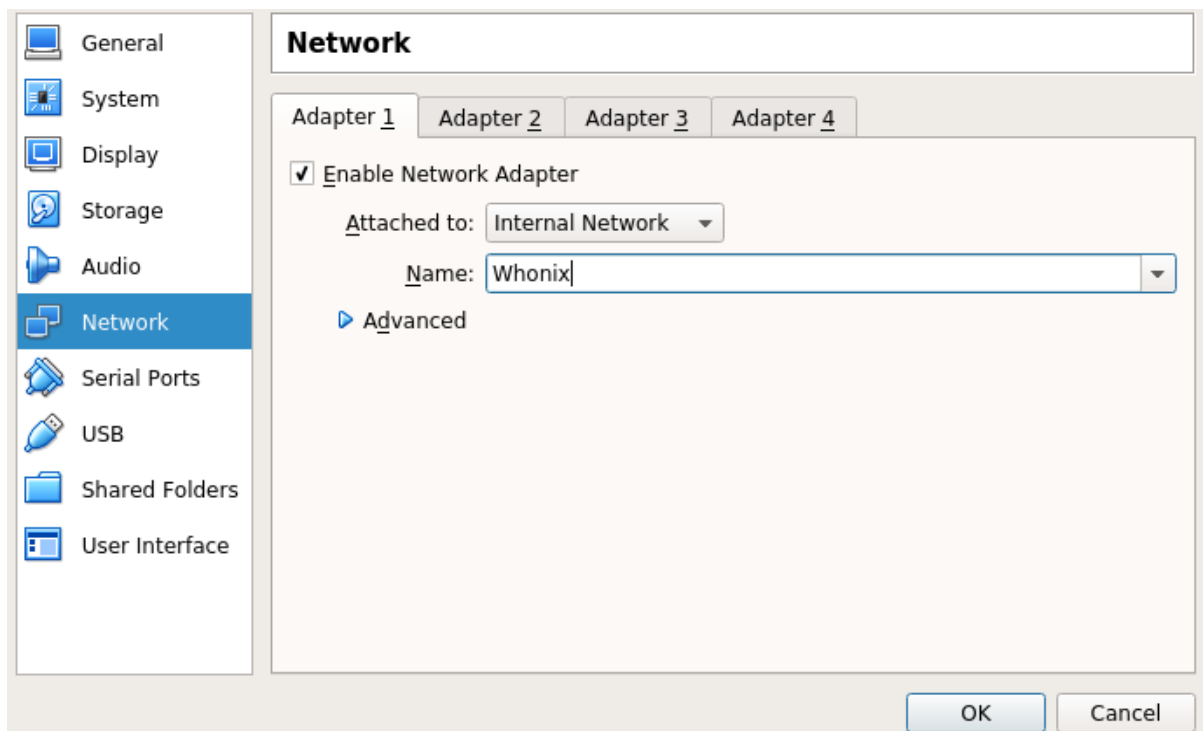 General
System
Display
Storage
Audio
Network
Serial Ports
USB
Shared Folders
User Interface
Network
Adapter 1 Adapter 2 Adapter 3 Adapter 4
Enable Network Adapter
Attached to: Internal Network
Name: Whonix
Advanced
OK Cancel